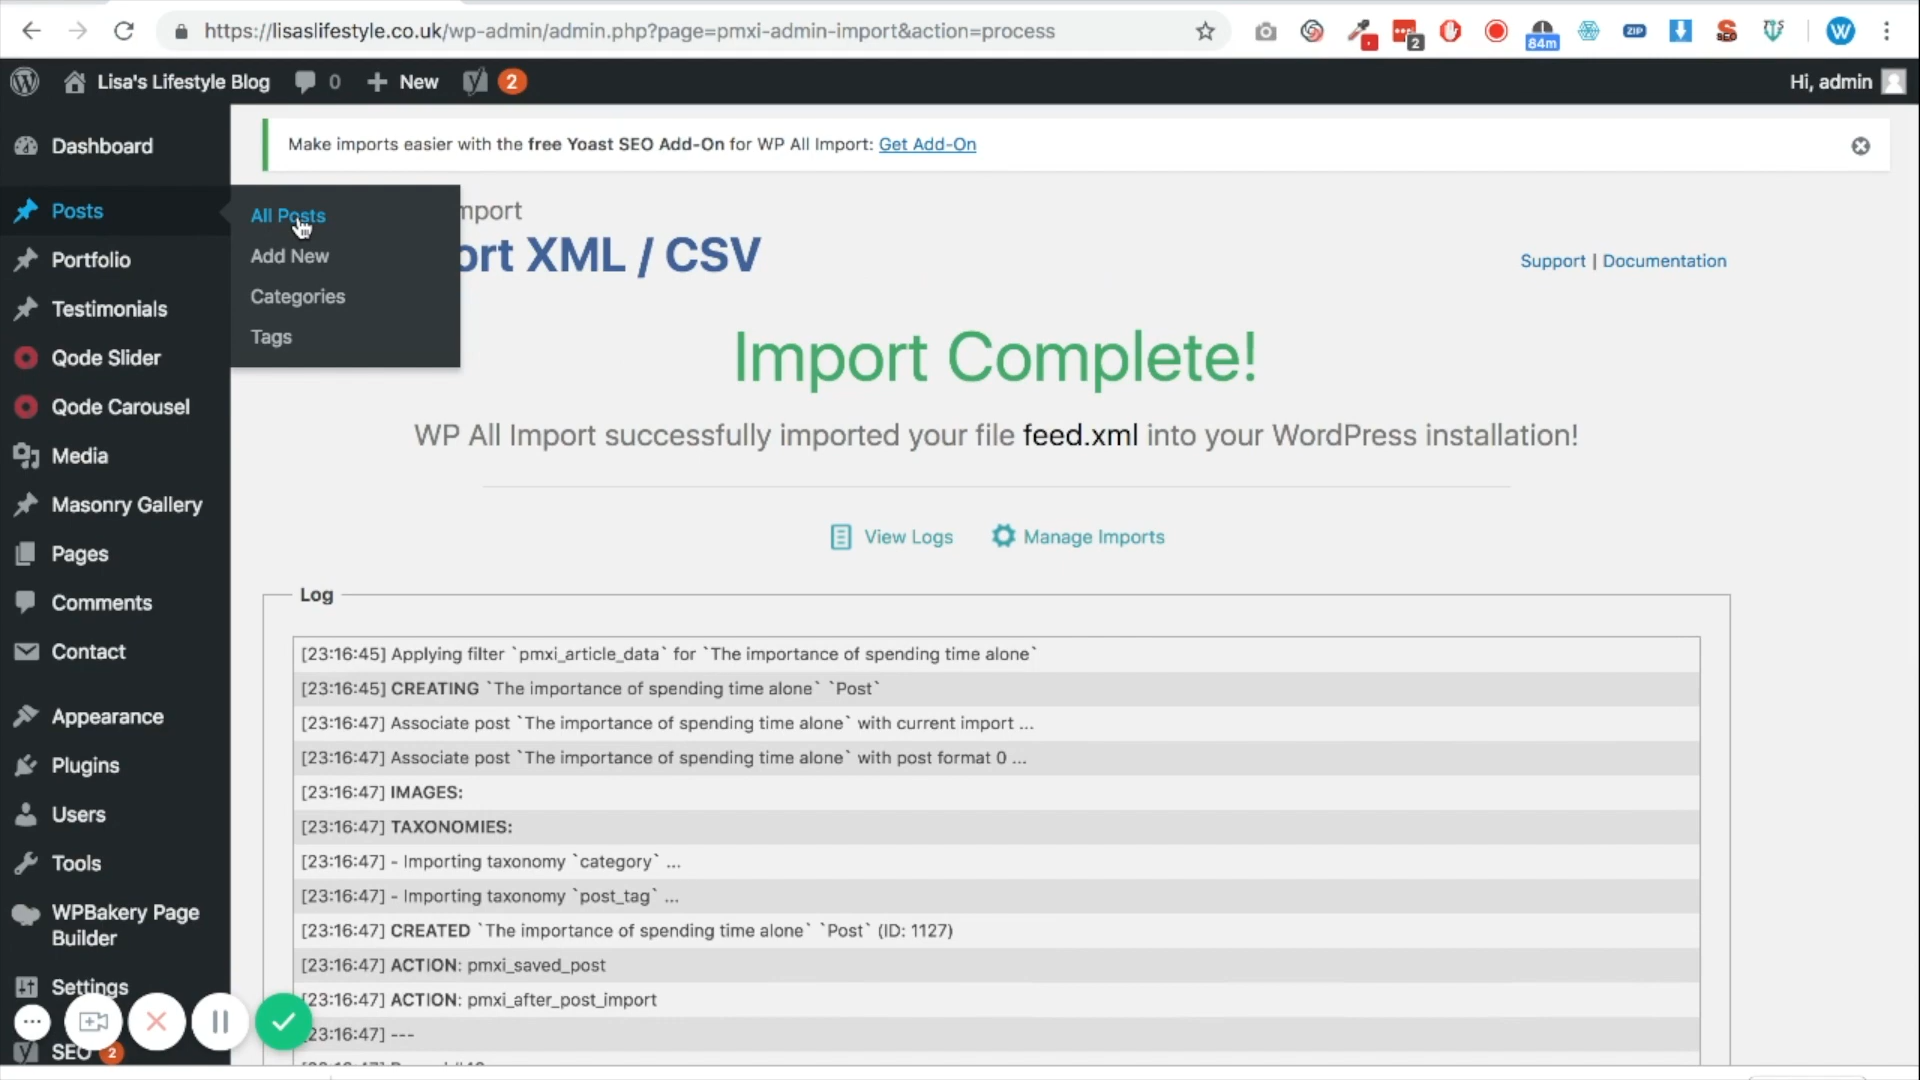 https://lisaslifestyle.co.uk/wp-admin/admin.php?page=pmxi-admin-import&action=process
2
84m
ZIP
SEO
W
Lisa's Lifestyle Blog
0
New
2
Hi, admin
Make imports easier with the free Yoast SEO Add-On for WP All Import: Get Add-On
Dashboard
Posts
Portfolio
Testimonials
Qode Slider
Qode Carousel
Media
Masonry Gallery
Pages
Comments
Contact
Appearance
Plugins
Users
Tools
WPBakery Page
Builder
Settings
SEO 2
All Posts
Add New
Categories
Tags
mport
ort XML / CSV
Support | Documentation
Import Complete!
WP All Import successfully imported your file feed.xml into your WordPress installation!
View Logs
Manage Imports
Log
[23:16:45] Applying filter `pmxi_article_data` for `The importance of spending time alone`
[23:16:45] CREATING `The importance of spending time alone` `Post`
[23:16:47] Associate post `The importance of spending time alone` with current import ...
[23:16:47] Associate post `The importance of spending time alone` with post format 0 ...
[23:16:47] IMAGES:
[23:16:47] TAXONOMIES:
[23:16:47] - Importing taxonomy `category` ...
[23:16:47] - Importing taxonomy `post_tag` ...
[23:16:47] CREATED `The importance of spending time alone` `Post` (ID: 1127)
[23:16:47] ACTION: pmxi_saved_post
[23:16:47] ACTION: pmxi_after_post_import
23:16:47] ---